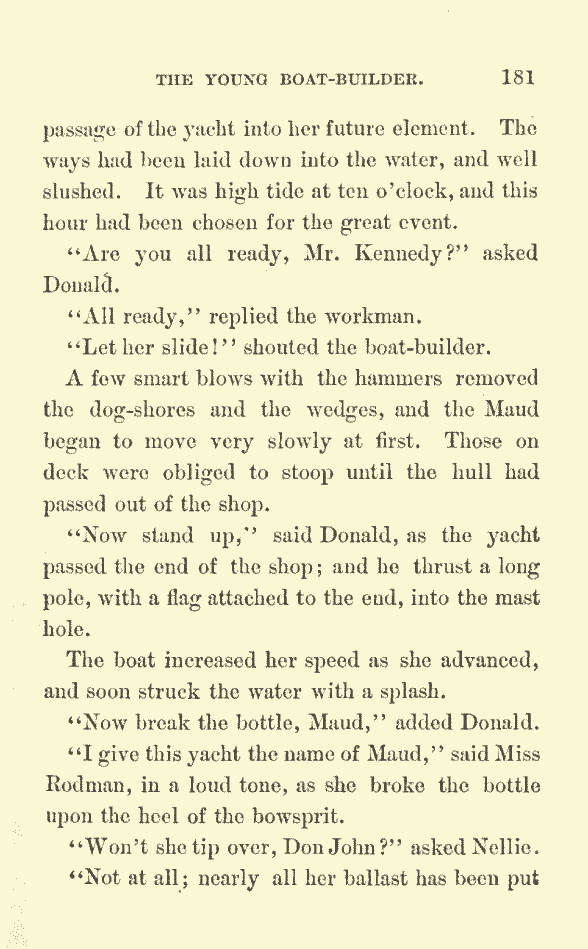 THE YOUNG BOAT-BUILDER. 181
passage of the yacht into her future element. The
ways had been laid down into the water, and well
slushed. It was high tide at ten o'clock, and this
hour had been chosen for the great event.
"Are you all ready, Mr. Kennedy?" asked
Donald.
"All ready," replied the workman.
"Let her slide!" shouted the boat-builder.
A few smart blows with the hammers removed
the dog-shores and the wedges, and the Maud
began to move very slowly at first. Those on
deck were obliged to stoop until the hull had
passed out of the shop.
"Now stand up," said Donald, as the yacht
passed the end of the shop; and he thrust a long
pole, with a flag attached to the end, into the mast
hole.
The boat increased her speed as she advanced,
and soon struck the water with a splash.
"Now break the bottle, Maud," added Donald.
"I give this yacht the name of Maud," said Miss
Rodman, in a loud tone, as she broke the bottle
upon the heel of the bowsprit.
"Won't she tip over, Don John?" asked Nellie.
"Not at all; nearly all her ballast has been put